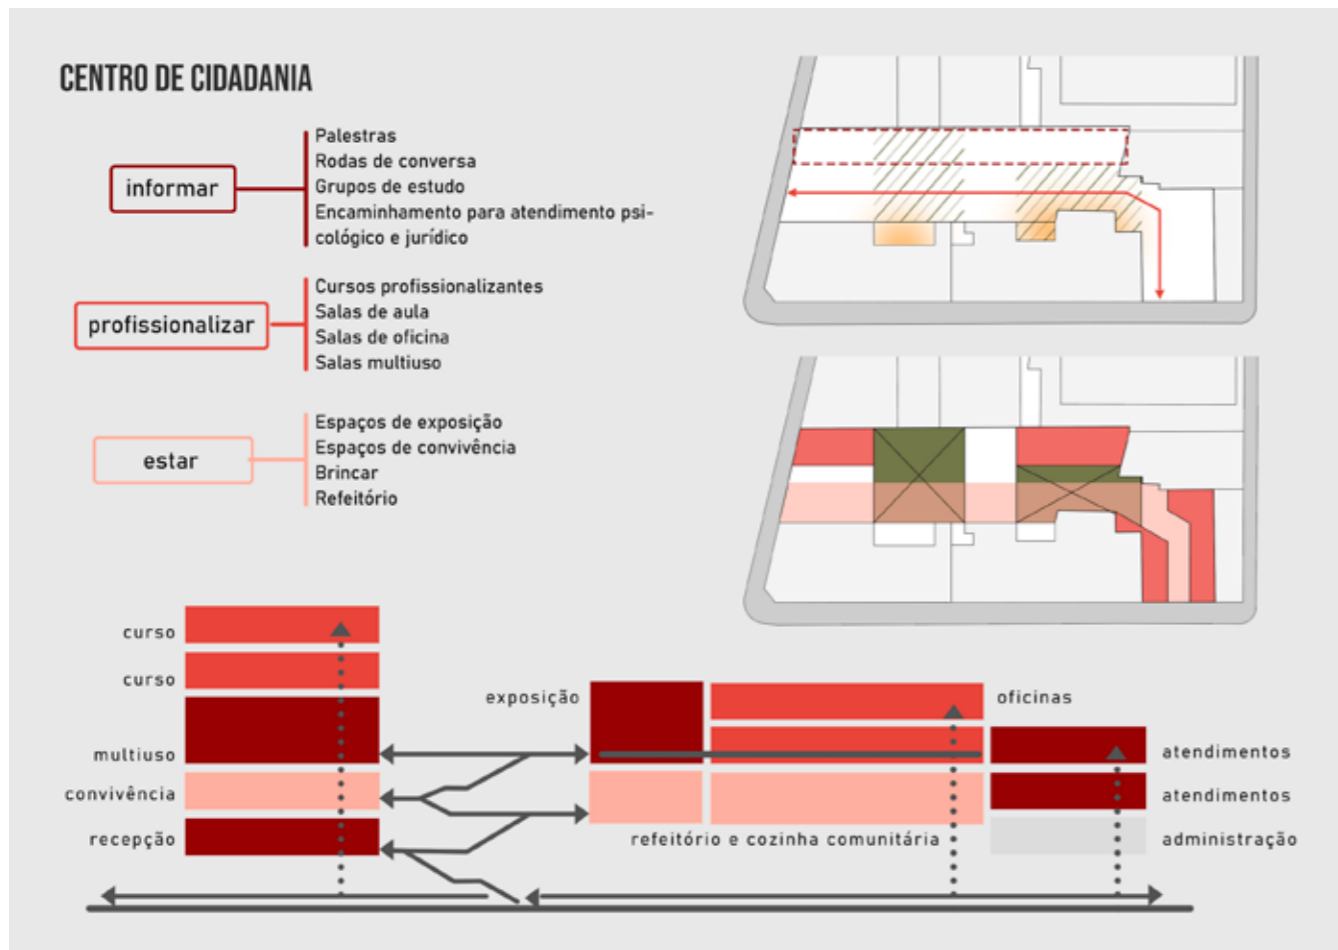 CENTRO DE CIDADANIA
informar
Palestras
Rodas de conversa
Grupos de estudo
Encaminhamento para atendimento psi-
cológico e jurídico
profissionalizar
Cursos profissionalizantes
Salas de aula
Salas de oficina
Salas multiuso
estar
Espaços de exposição
Espaços de convivência
Brincar
Refeitório
curso
curso
multiuso
convivência
recepção
exposição
oficinas
refeitório e cozinha comunitária
atendimentos
atendimentos
administração